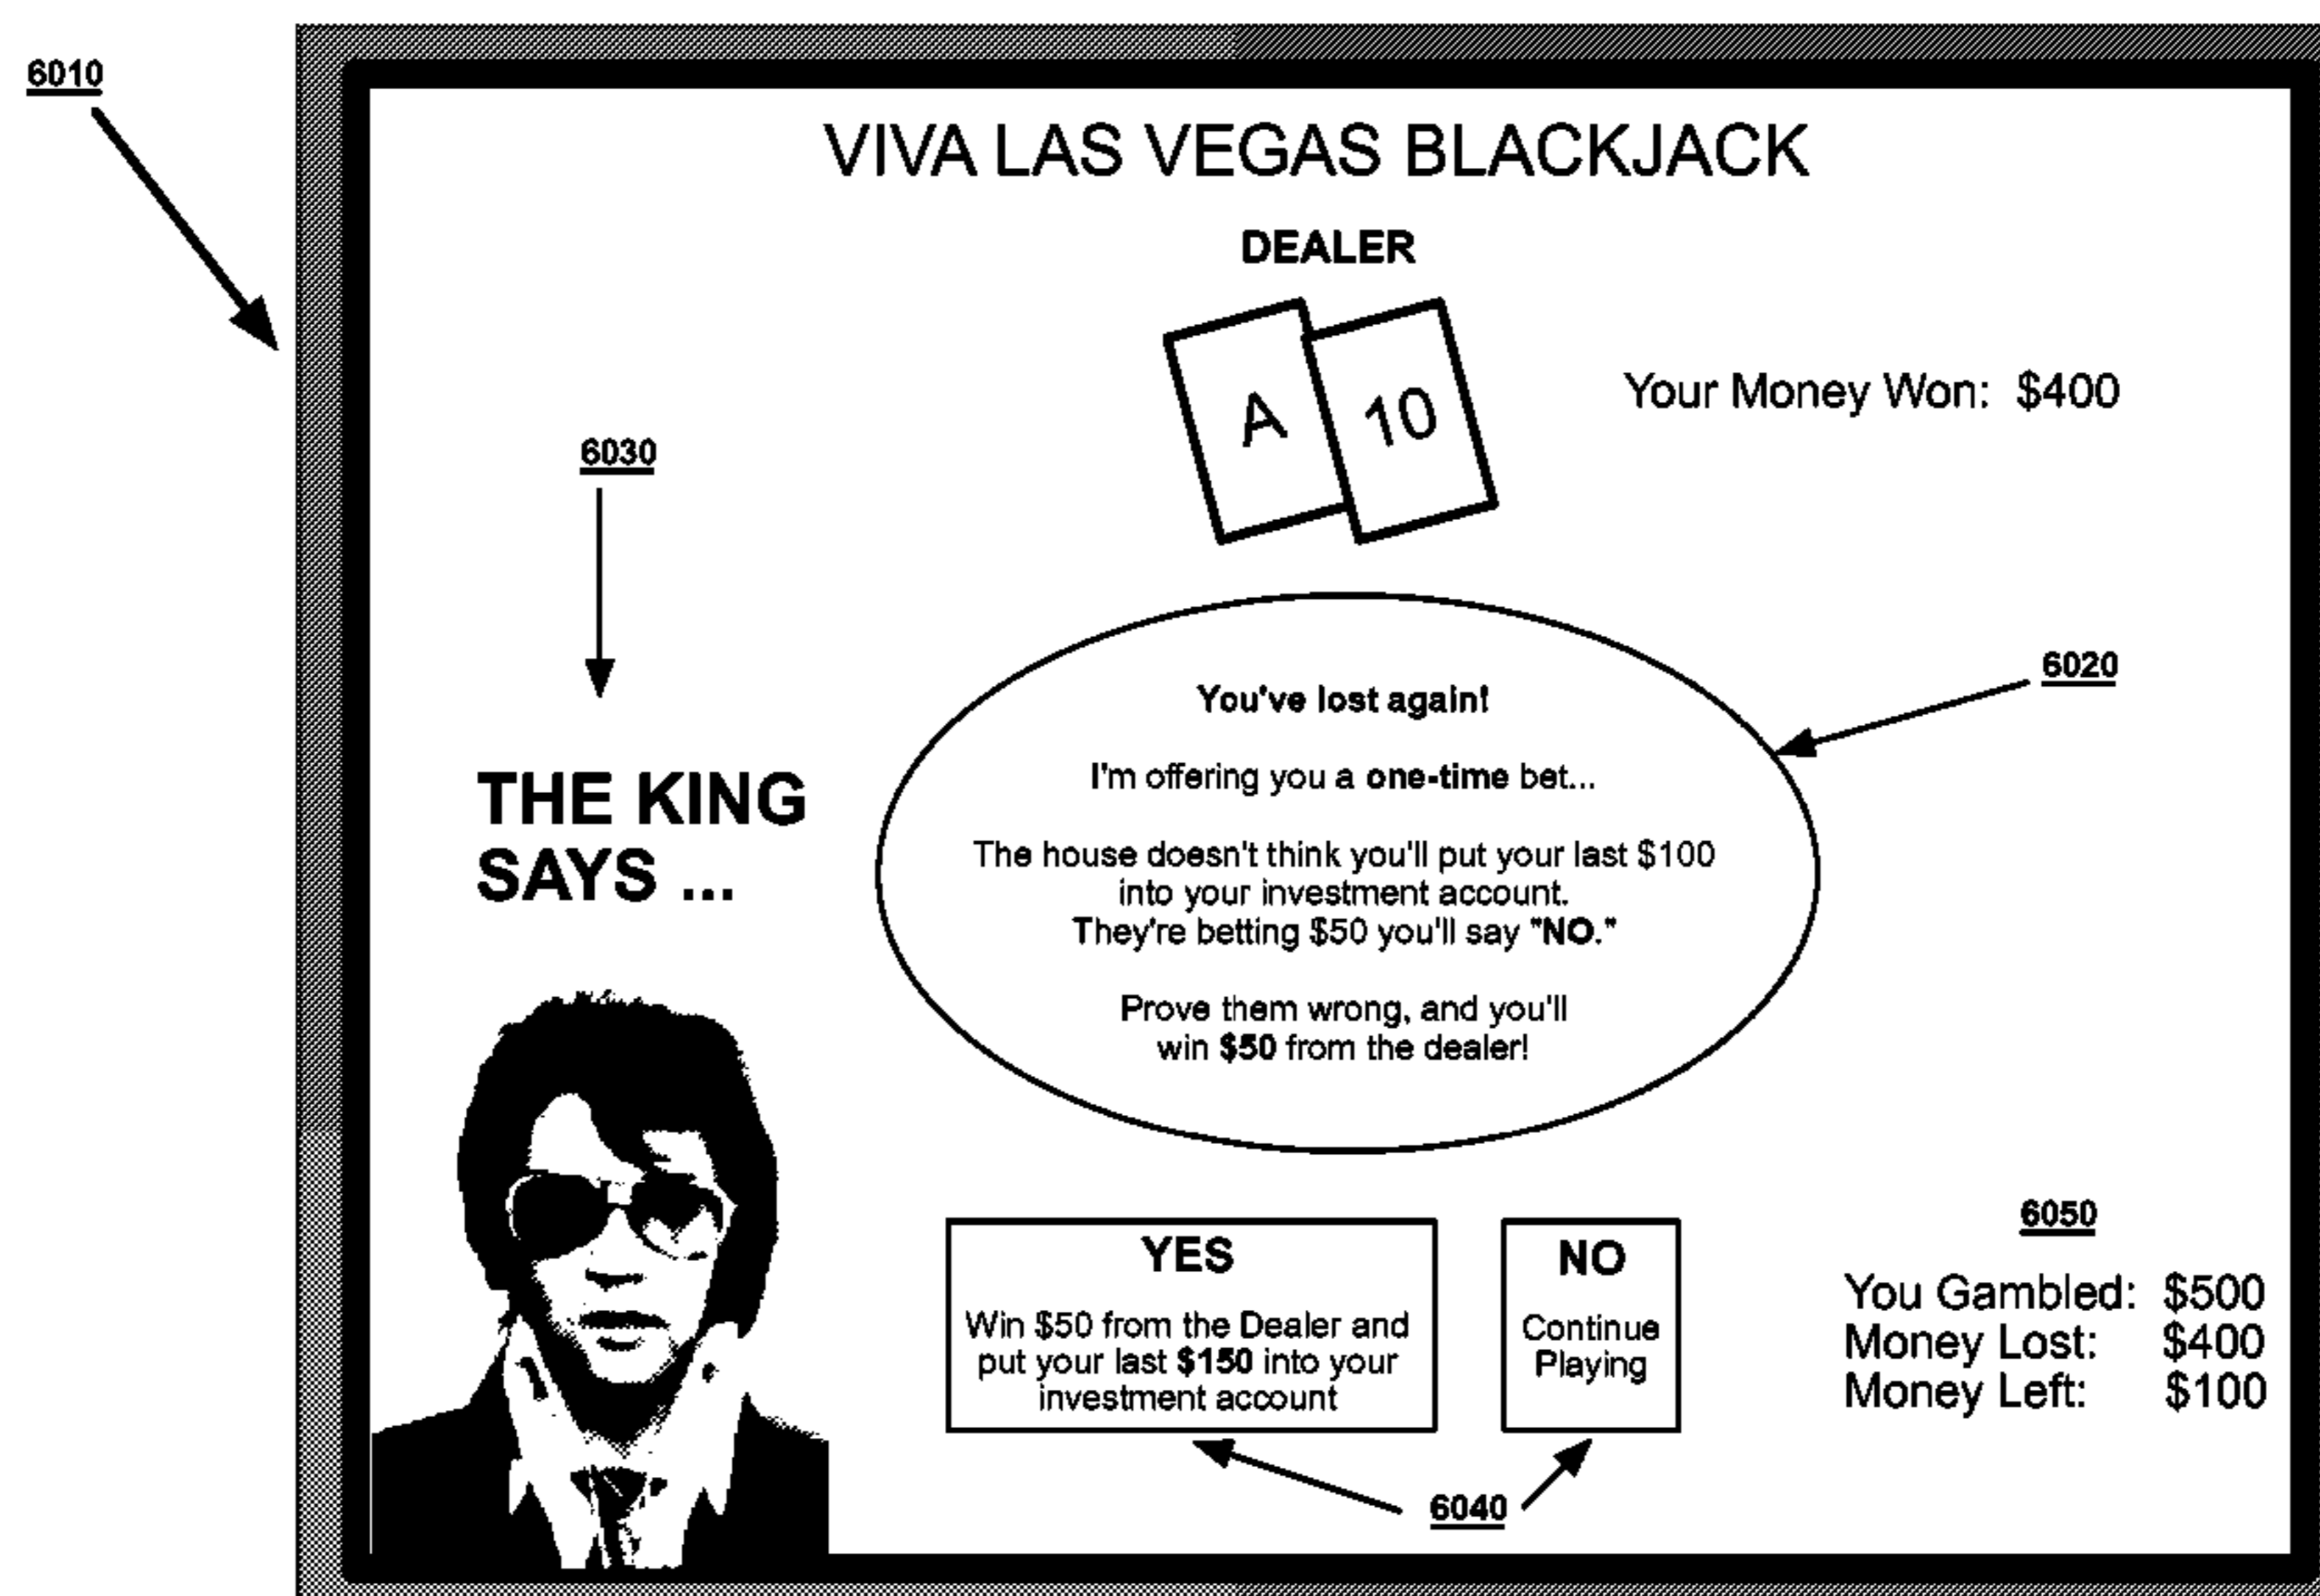 6010
VIVA LAS VEGAS BLACKJACK
DEALER
A 10
Your Money Won: $400
6030
6020
THE KING
SAYS ...
You've lost again!
I'm offering you a one-time bet...
The house doesn't think you'll put your last $100
into your investment account.
They're betting $50 you'll say "NO."
Prove them wrong, and you'll
win $50 from the dealer!
YES
Win $50 from the Dealer and
put your last $150 into your
investment account
NO
Continue
Playing
6050
You Gambled: $500
Money Lost: $400
Money Left: $100
6040